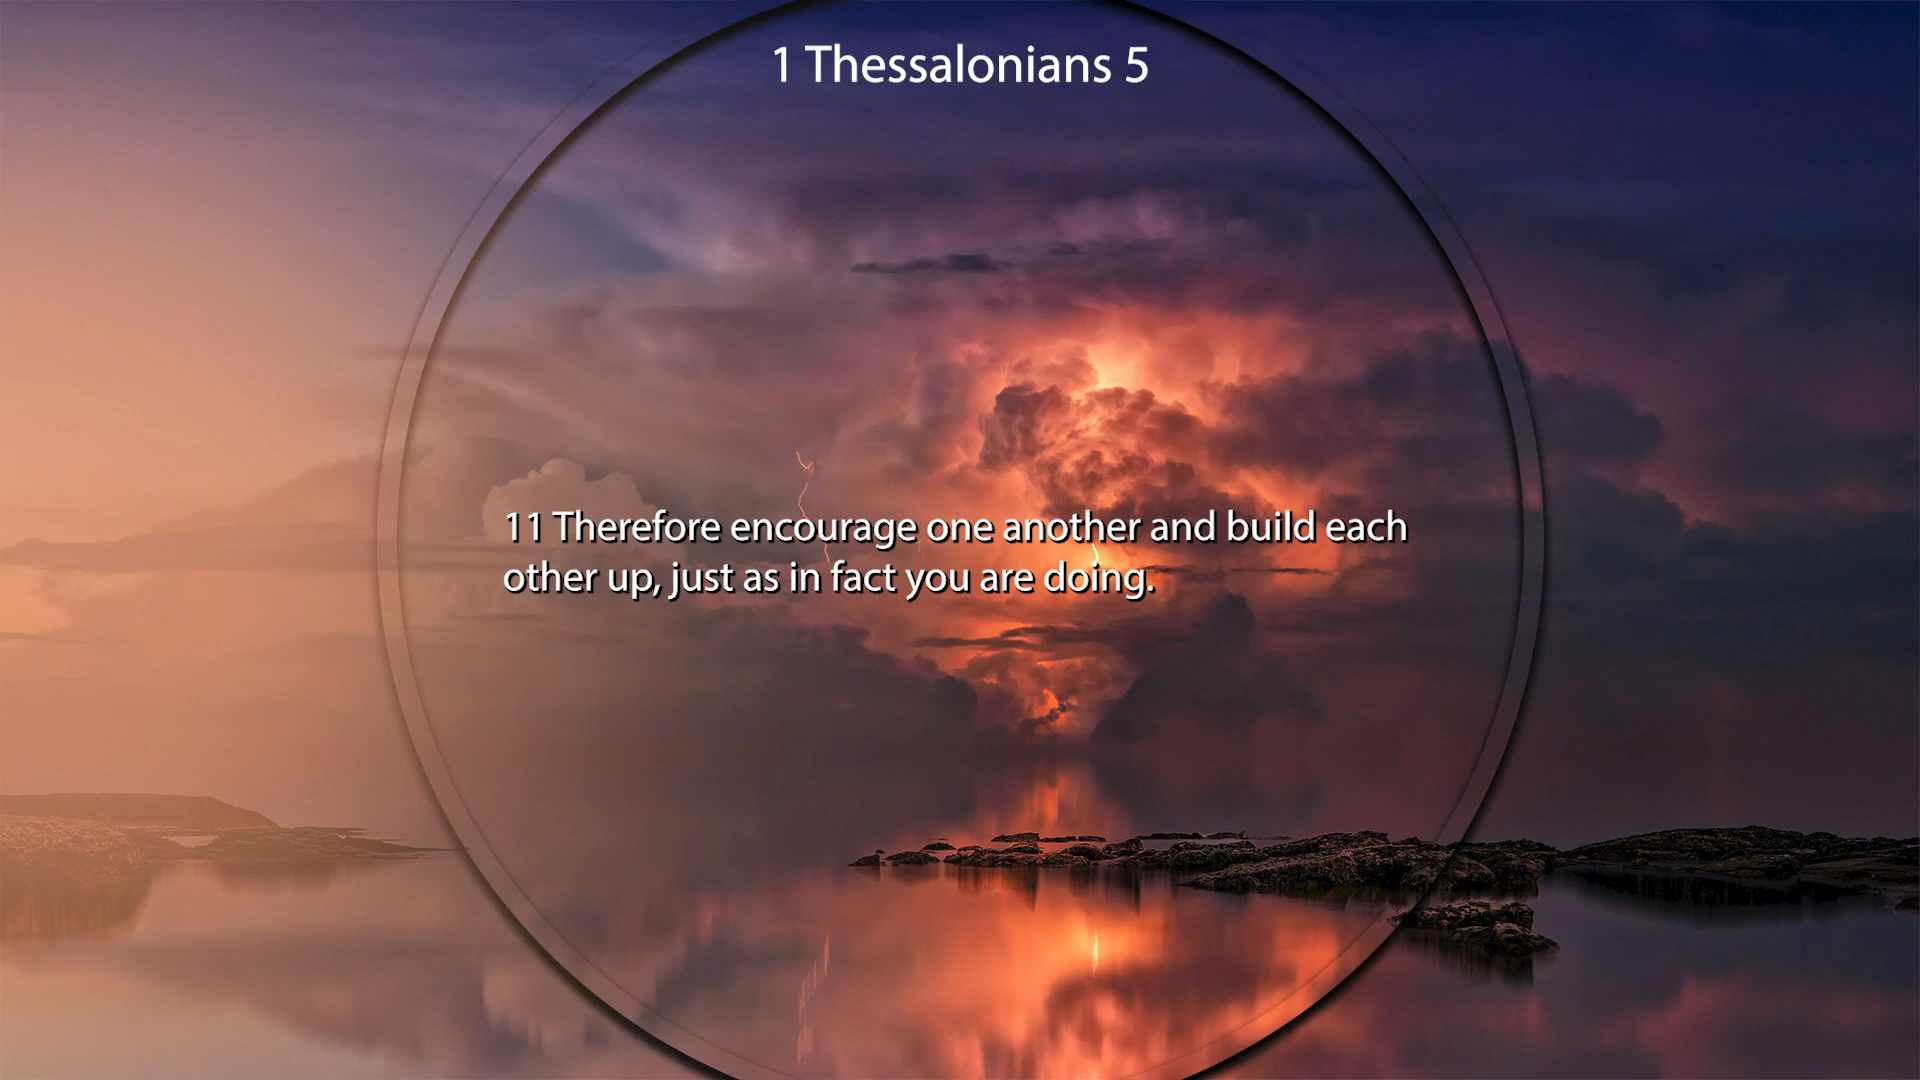 1 Thessalonians 5
11 Therefore encourage one another and build each
other up, just as in fact you are doing.